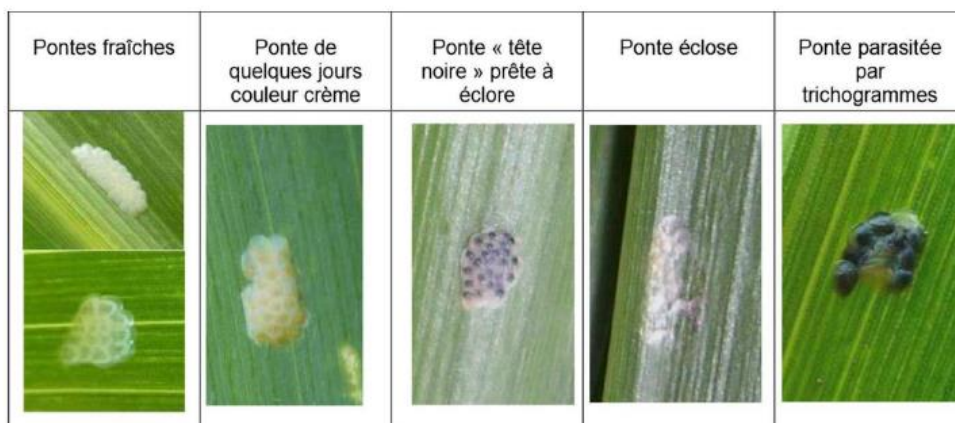 Pontes fraîches
Ponte de
quelques jours
couleur crème
Ponte « tête
noire » prête à
éclore
Ponte éclose
Ponte parasitée
par
trichogrammes